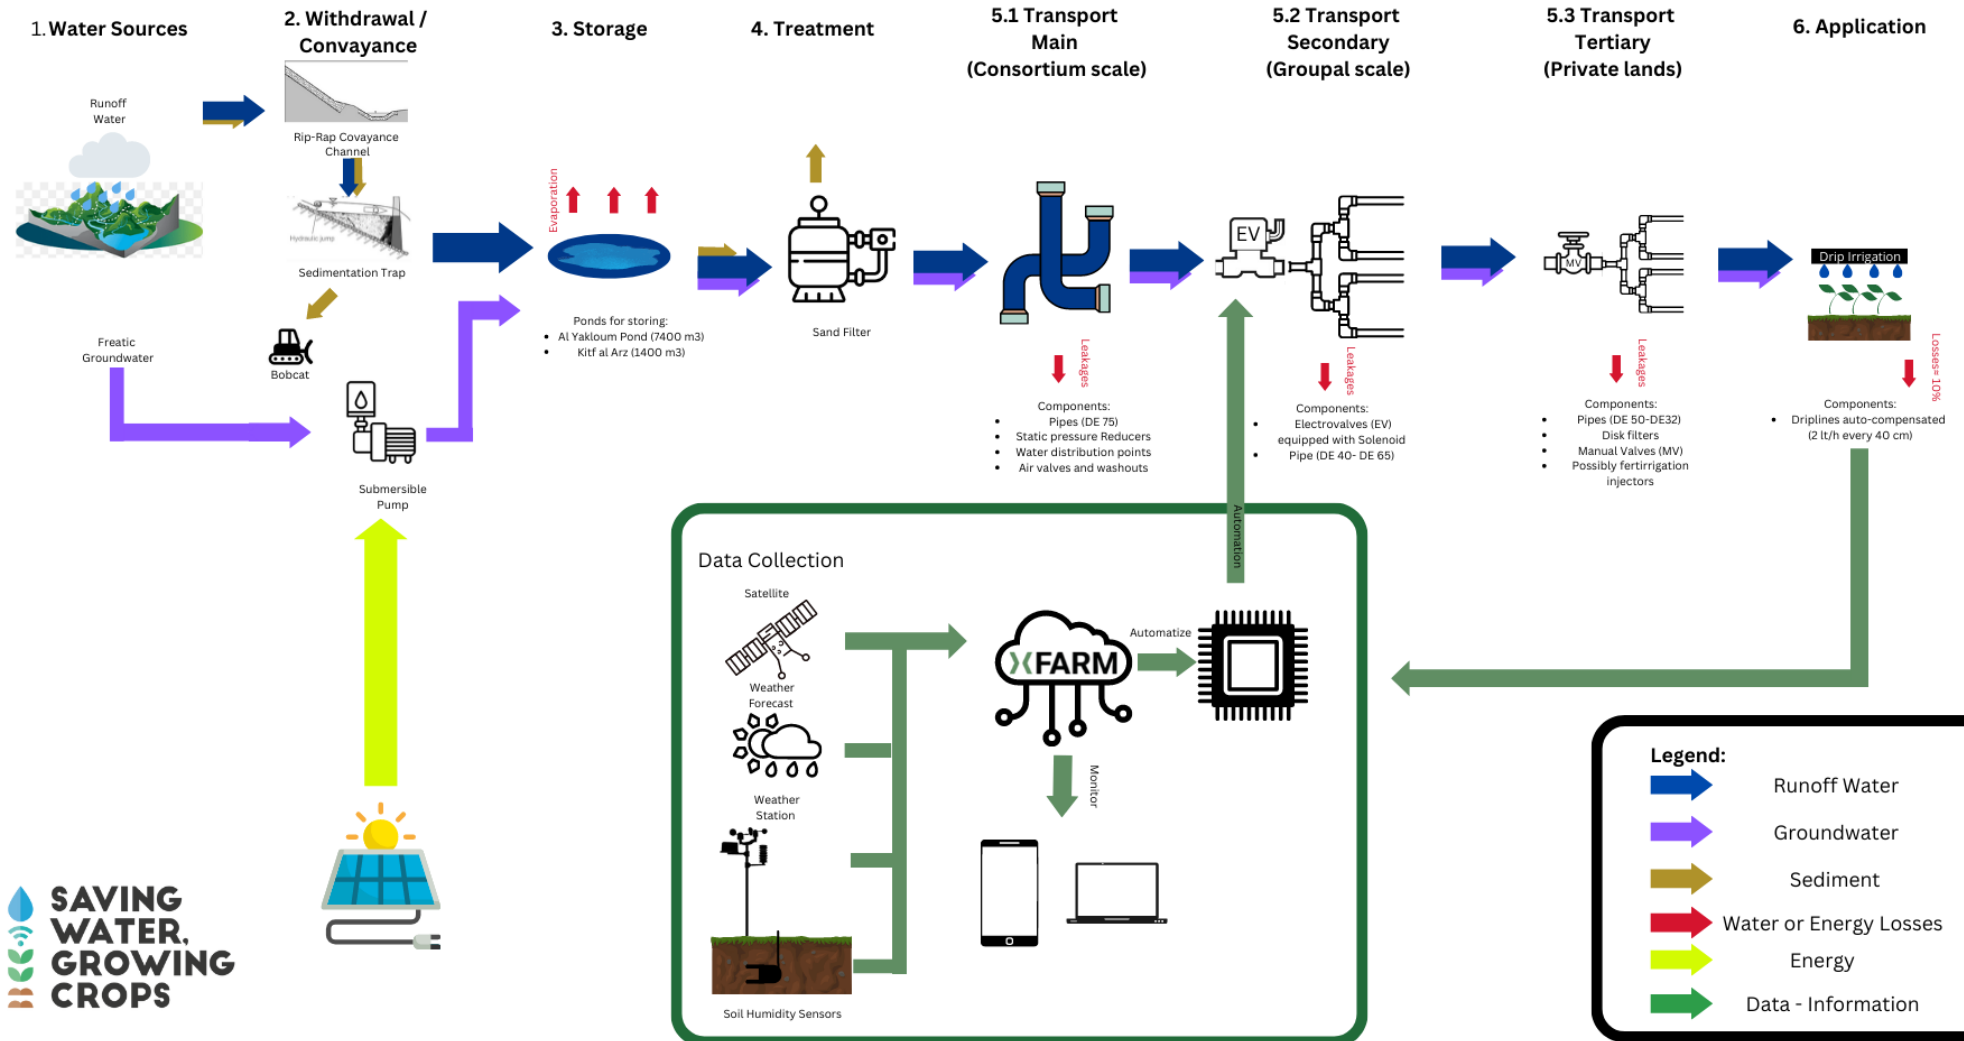 1. Water Sources
2. Withdrawal /
Convayance
3. Storage
4. Treatment
5.1 Transport
Main
(Consortium scale)
5.2 Transport
Secondary
(Groupal scale)
5.3 Transport
Tertiary
(Private lands)
6. Application
Runoff
Water
Rip-Rap Covayance
Channel
Hydraulic jump
Sedimentation Trap
Bobcat
Freatic
Groundwater
Submersible
Pump
Evaporation
Ponds for storing:
• Al Yakloum Pond (7400 m3)
• Kitf al Arz (1400 m3)
Sand Filter
Leakages
Components:
• Pipes (DE 75)
• Static pressure Reducers
• Water distribution points
• Air valves and washouts
EV
Leakages
Components:
• Electrovalves (EV)
equipped with Solenoid
• Pipe (DE 40- DE 65)
MV
Leakages
Components:
• Pipes (DE 50-DE32)
• Disk filters
• Manual Valves (MV)
• Possibly fertirrigation
injectors
Drip Irrigation
Losses= 10%
Components:
• Driplines auto-compensated
(2 lt/h every 40 cm)
Automation
Data Collection
Satellite
Weather
Forecast
Weather
Station
Soil Humidity Sensors
XFARM
Automatize
Monitor
SAVING
WATER,
GROWING
CROPS
Legend:
Runoff Water
Groundwater
Sediment
Water or Energy Losses
Energy
Data - Information